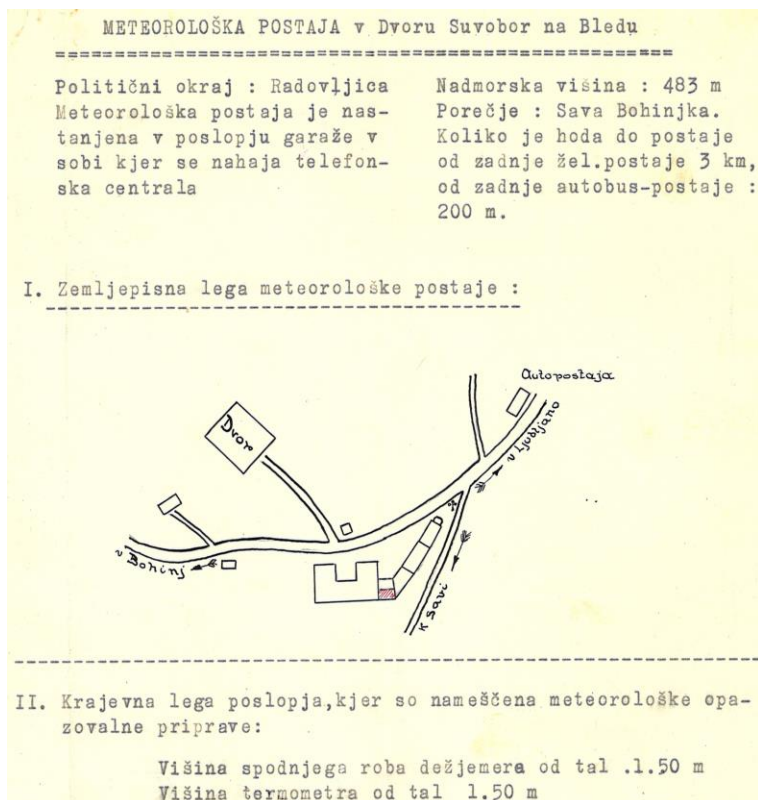 METEOROLOŠKA POSTAJA v Dvoru Suvobor na Bledu
Politični okraj : Radovljica
Meteorološka postaja je nas-
tanjena v poslopju garaže v
sobi kjer se nahaja telefon-
ska centrala
Nadmorska višina : 483 m
Porečje : Sava Bohinjka.
Koliko je hoda do postaje
od zadnje žel.postaje 3 km,
od zadnje autobus-postaje :
200 m.
I. Zemljepisna lega meteorološke postaje :
Autopostaja
Dvor
v Ljubljano
v Bohinj
K Savi
II. Krajevna lega poslopja,kjer so nameščena meteorološke opa-
zovalne priprave:
Višina spodnjega roba dežjemera od tal .1.50 m
Višina termometra od tal 1.50 m